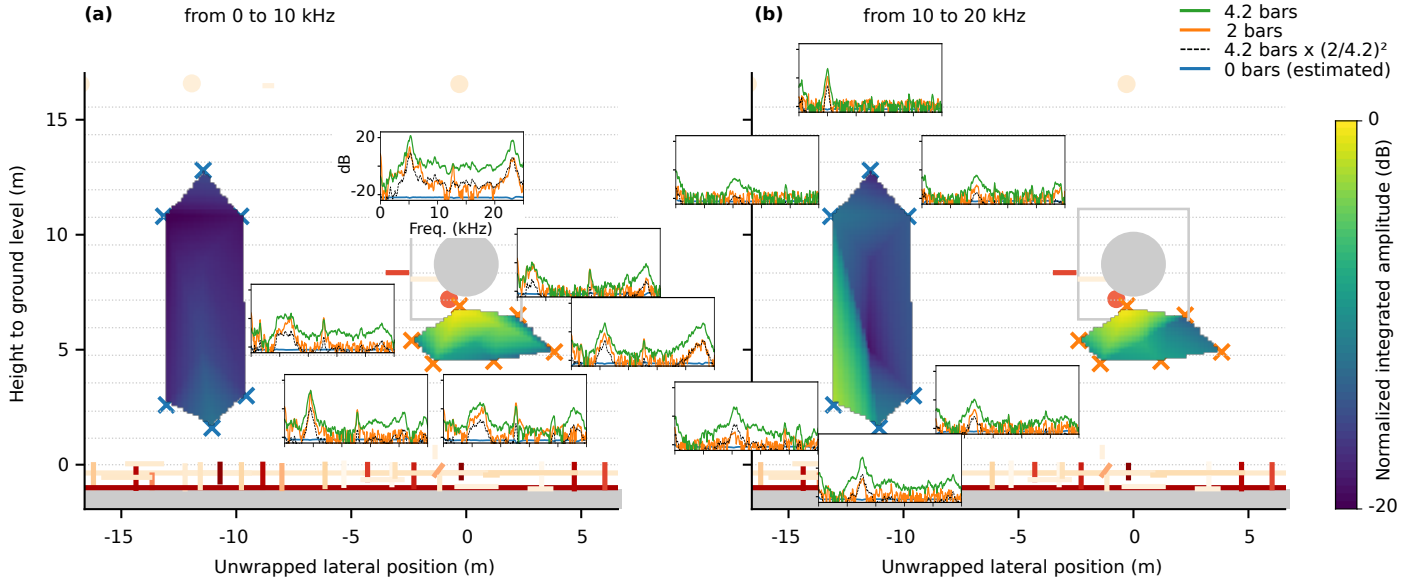 (a) from 0 to 10 kHz
(b) from 10 to 20 kHz
4.2 bars
2 bars
4.2 bars x (2/4.2)²
0 bars (estimated)
Height to ground level (m)
15
10
5
0
20
dB
-20
0 10 20
Freq. (kHz)
-15 -10 -5 0 5
Unwrapped lateral position (m)
-15 -10 -5 0 5
Unwrapped lateral position (m)
0
Normalized integrated amplitude (dB)
-20